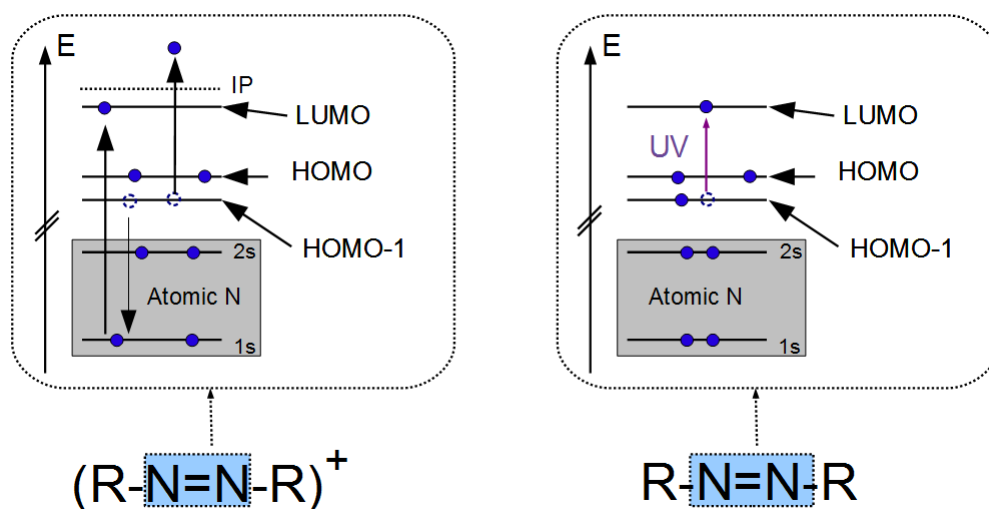 E
IP
LUMO
HOMO
HOMO-1
2s
Atomic N
1s
(R-N=N-R)+
E
LUMO
UV
HOMO
HOMO-1
2s
Atomic N
1s
R-N=N-R